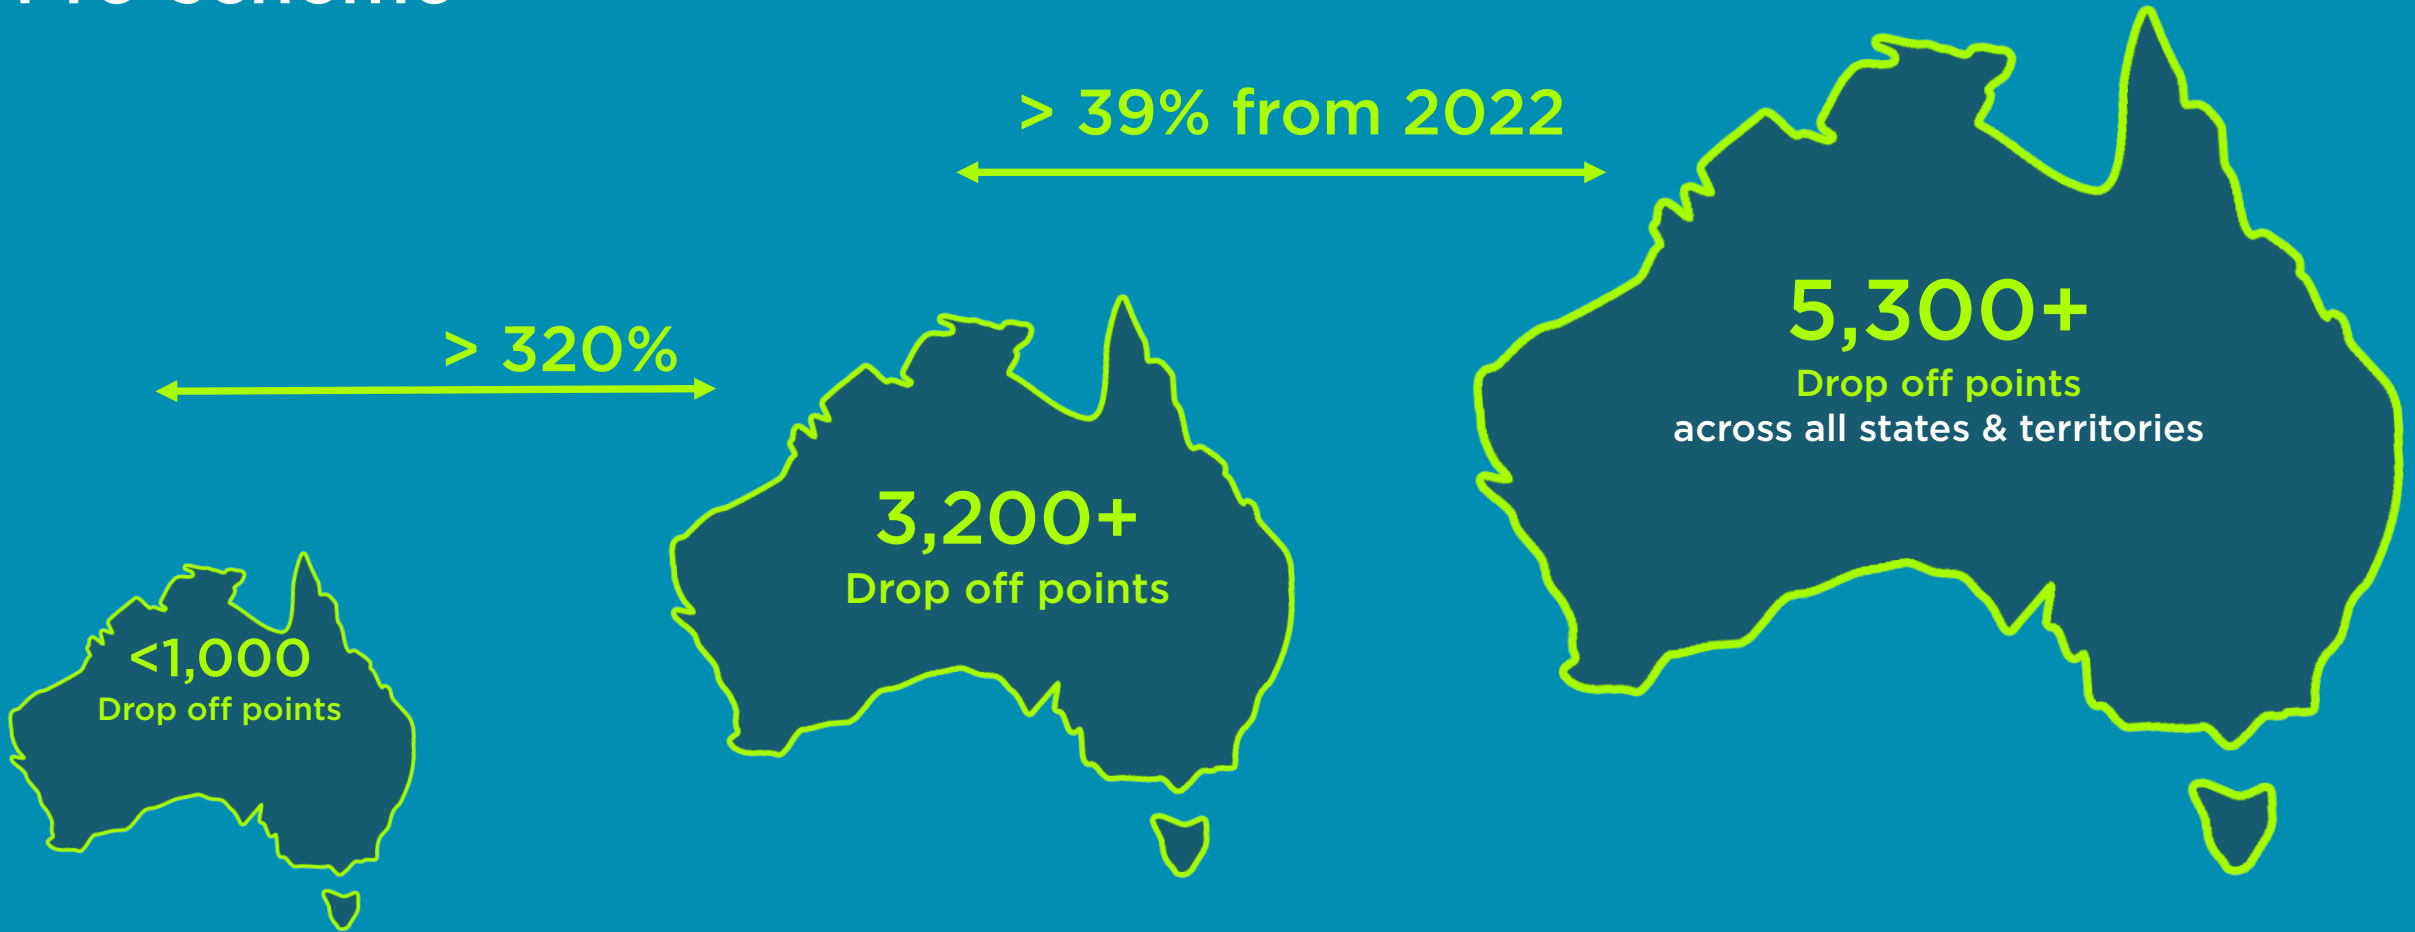 > 39% from 2022
> 320%
<1,000
Drop off points
3,200+
Drop off points
5,300+
Drop off points
across all states & territories